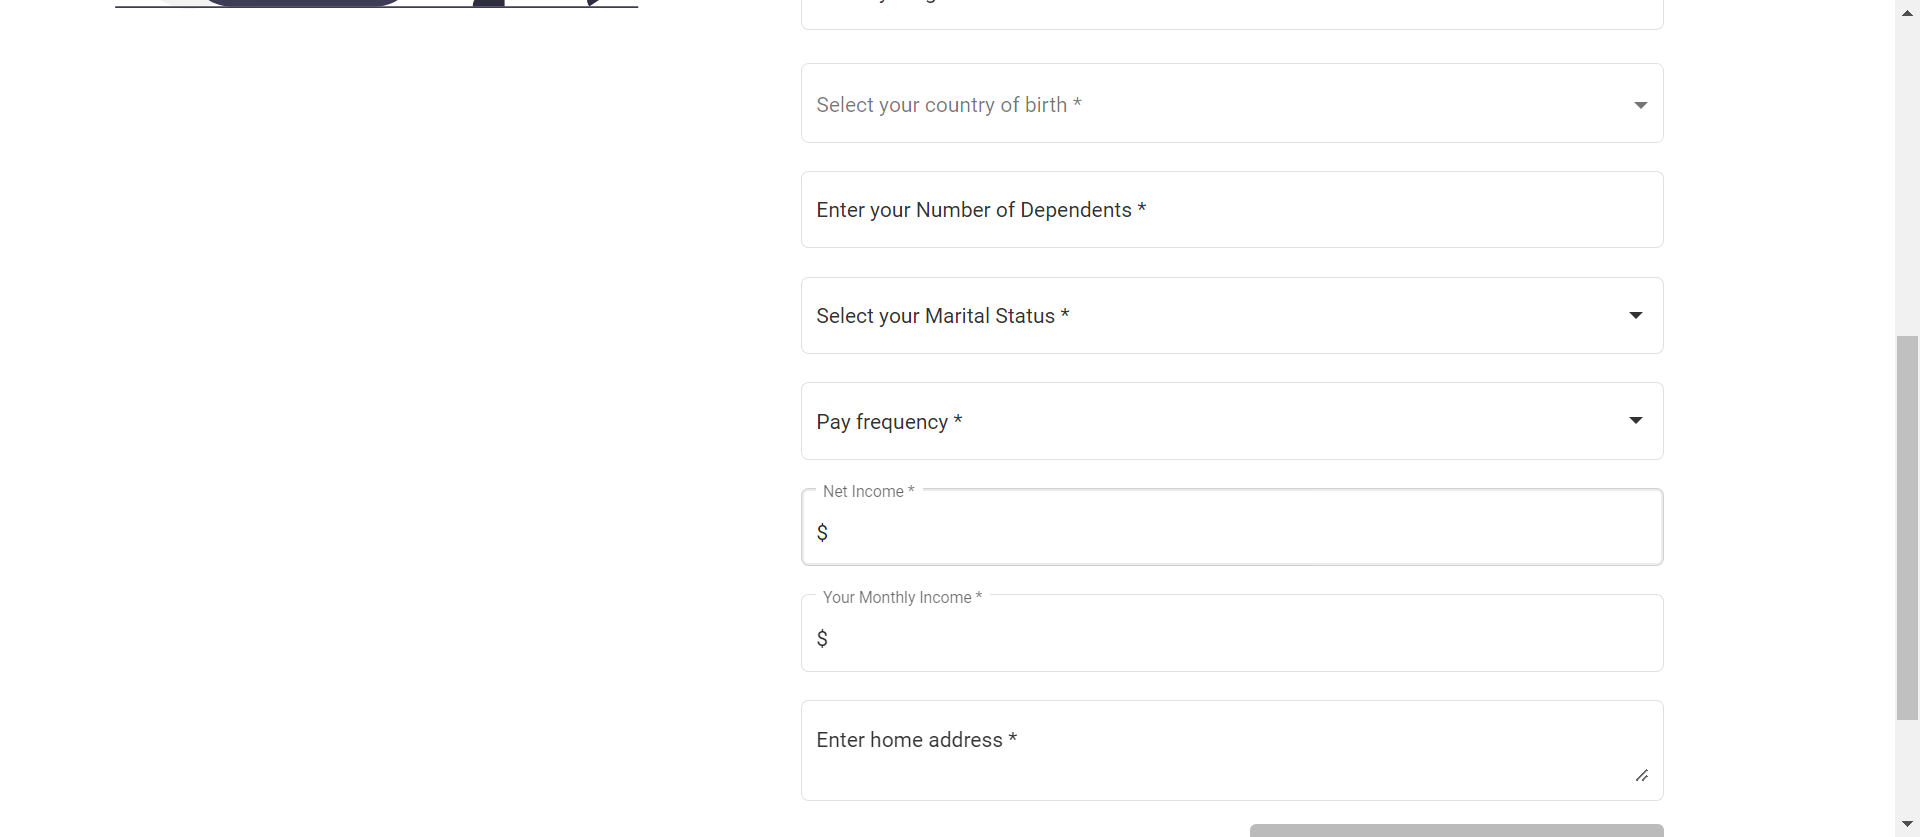 Select your country of birth *
Enter your Number of Dependents *
Select your Marital Status *
Pay frequency *
Net Income *
$
Your Monthly Income *
$
Enter home address *